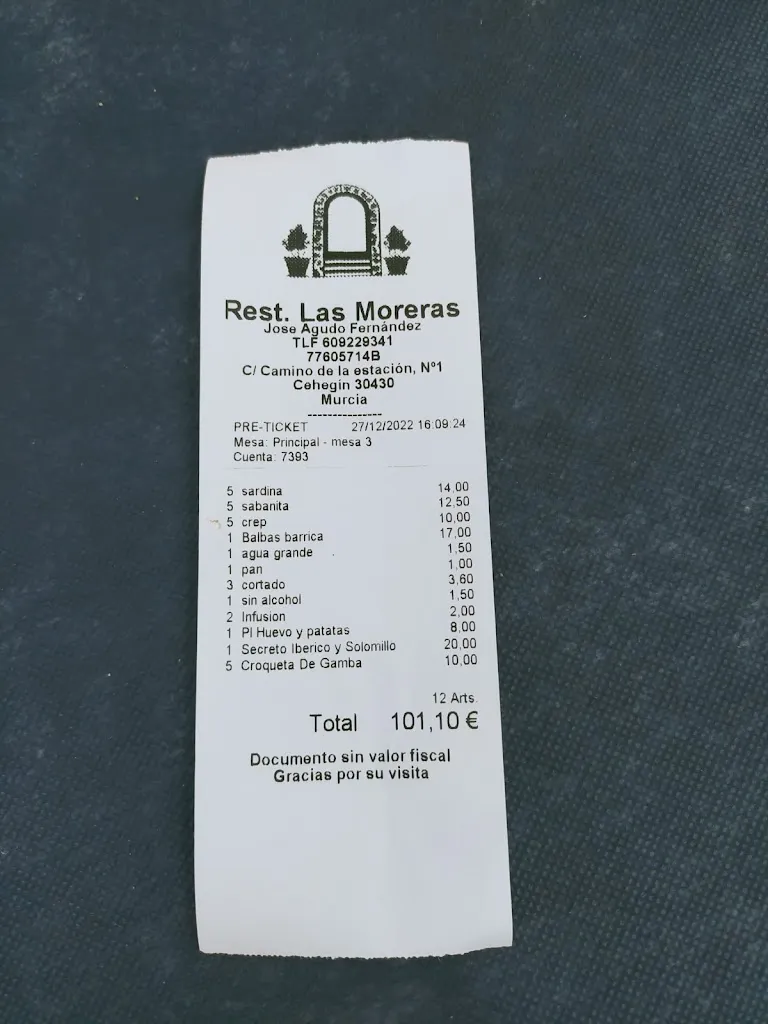 Rest. Las Moreras
Jose Agudo Fernández
TLF 609229341
77605714B
C/ Camino de la estación, Nº1
Cehegin 30430
Murcia
---------------
PRE-TICKET 27/12/2022 16:09:24
Mesa: Principal - mesa 3
Cuenta: 7393
5 sardina 14,00
5 sabanita 12,50
5 crep 10,00
1 Balbas barrica 17,00
1 agua grande 1,50
1 pan 1,00
3 cortado 3,60
1 sin alcohol 1,50
2 Infusion 2,00
1 Pl Huevo y patatas 8,00
1 Secreto Iberico y Solomillo 20,00
5 Croqueta De Gamba 10,00
12 Arts.
Total 101,10 €
Documento sin valor fiscal
Gracias por su visita